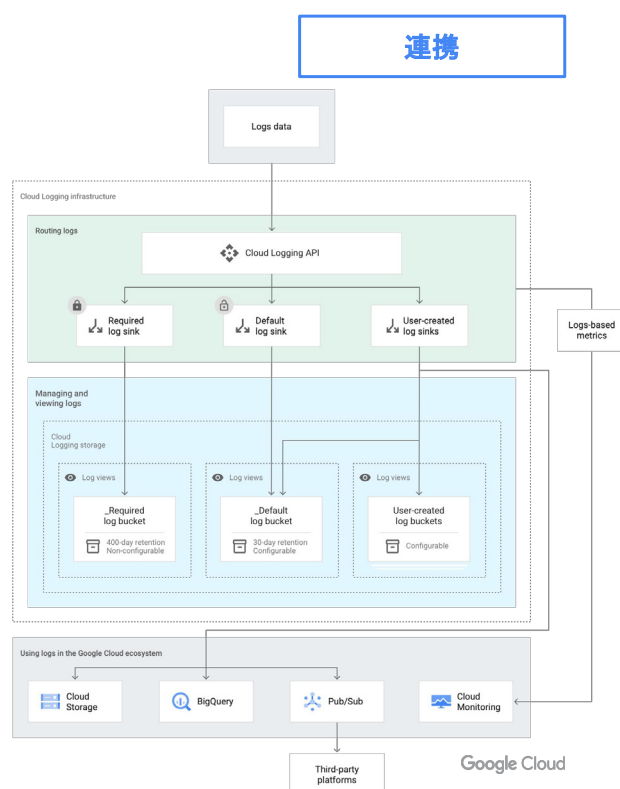 連携
Logs data
Cloud Logging infrastructure
Routing logs
Cloud Logging API
Required
log sink
Default
log sink
User-created
log sinks
Logs-based
metrics
Managing and
viewing logs
Cloud
Logging storage
Log views
Log views
Log views
_Required
log bucket
400-day retention
Non-configurable
_Default
log bucket
30-day retention
Configurable
User-created
log buckets
Configurable
Using logs in the Google Cloud ecosystem
Cloud
Storage
BigQuery
Pub/Sub
Cloud
Monitoring
Third-party
platforms
Google Cloud